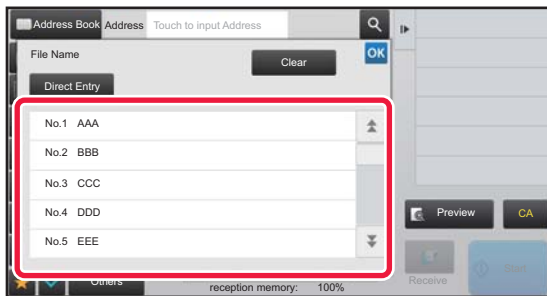 Address Book Address Touch to input Address
File Name Clear OK
Direct Entry
No.1 AAA
No.2 BBB
No.3 CCC
No.4 DDD
No.5 EEE
Preview CA
Others reception memory: 100% Receive Start